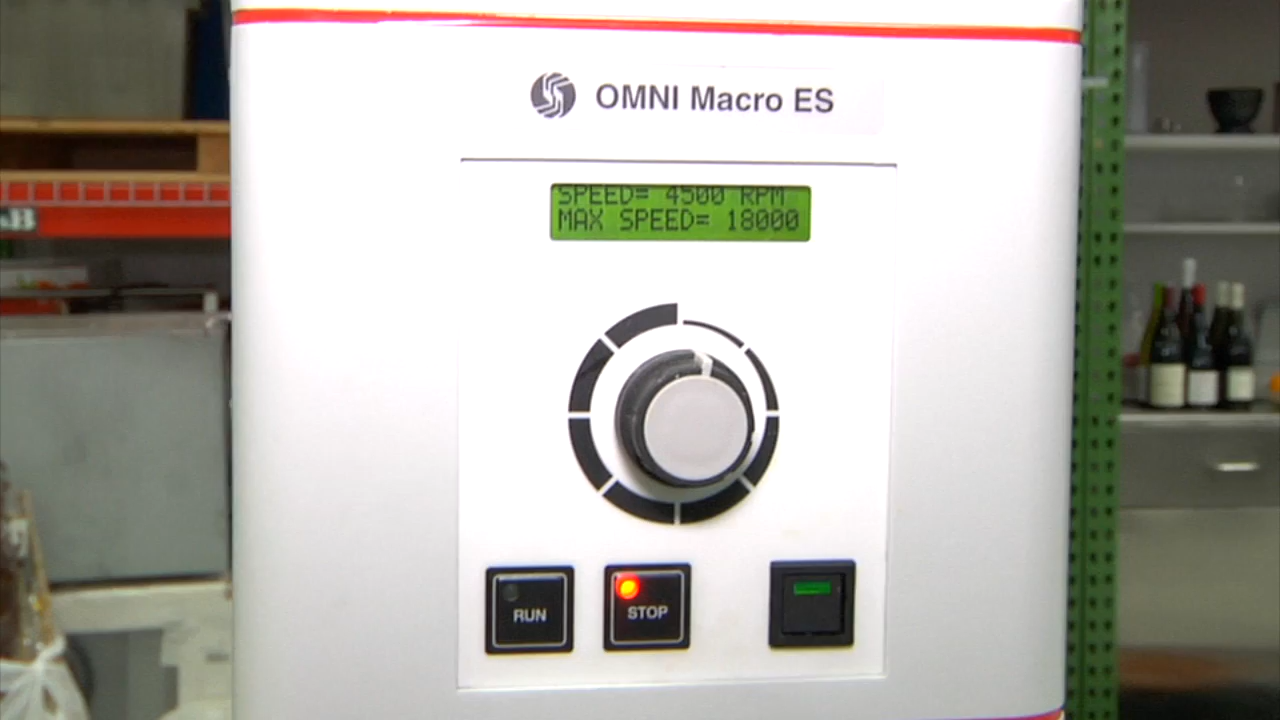 OMNI Macro ES
SPEED= 4500 RPM
MAX SPEED= 18000
RUN
STOP